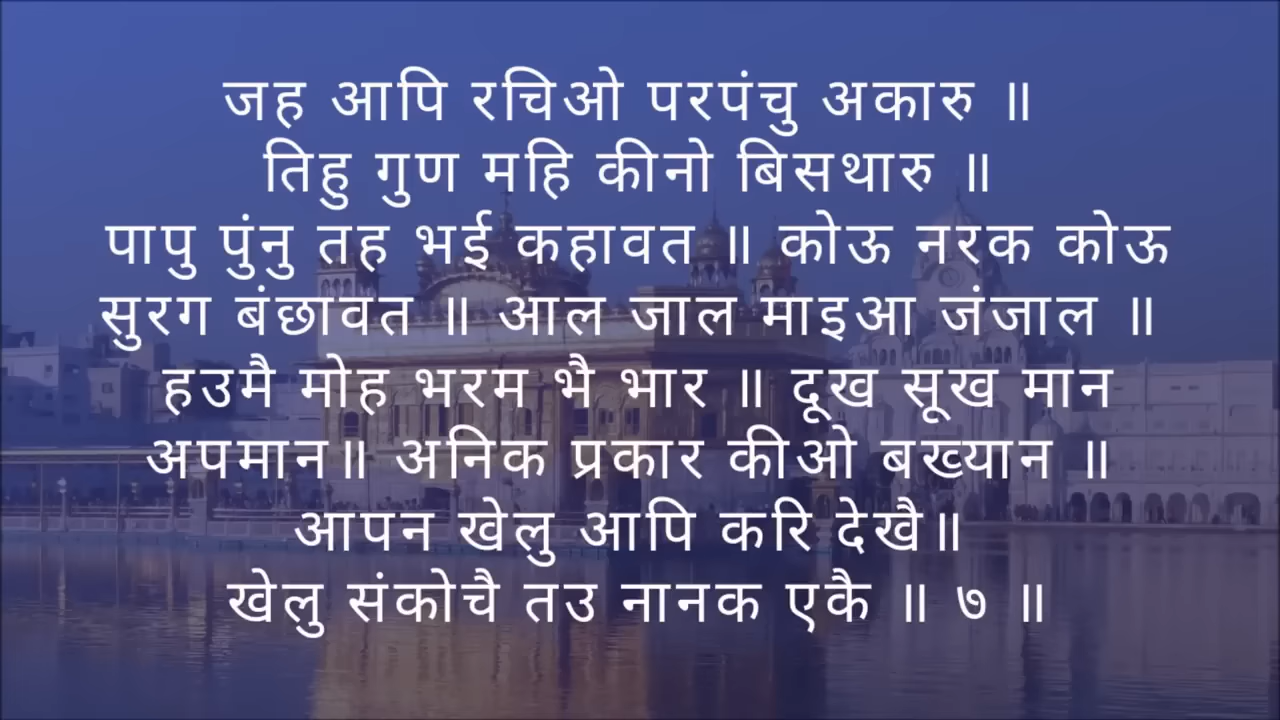 जह आपि रचिओ परपंचु अकारु ॥
तिहु गुण महि कीनो बिसथारु ॥
पापु पुंनु तह भई कहावत ॥ कोऊ नरक कोऊ
सुरग बंछावत ॥ आल जाल माइआ जंजाल ॥
हउमै मोह भरम भै भार ॥ दूख सूख मान
अपमान॥ अनिक प्रकार कीओ बख्यान ॥
आपन खेलु आपि करि देखै॥
खेलु संकोचै तउ नानक एकै ॥ ७ ॥